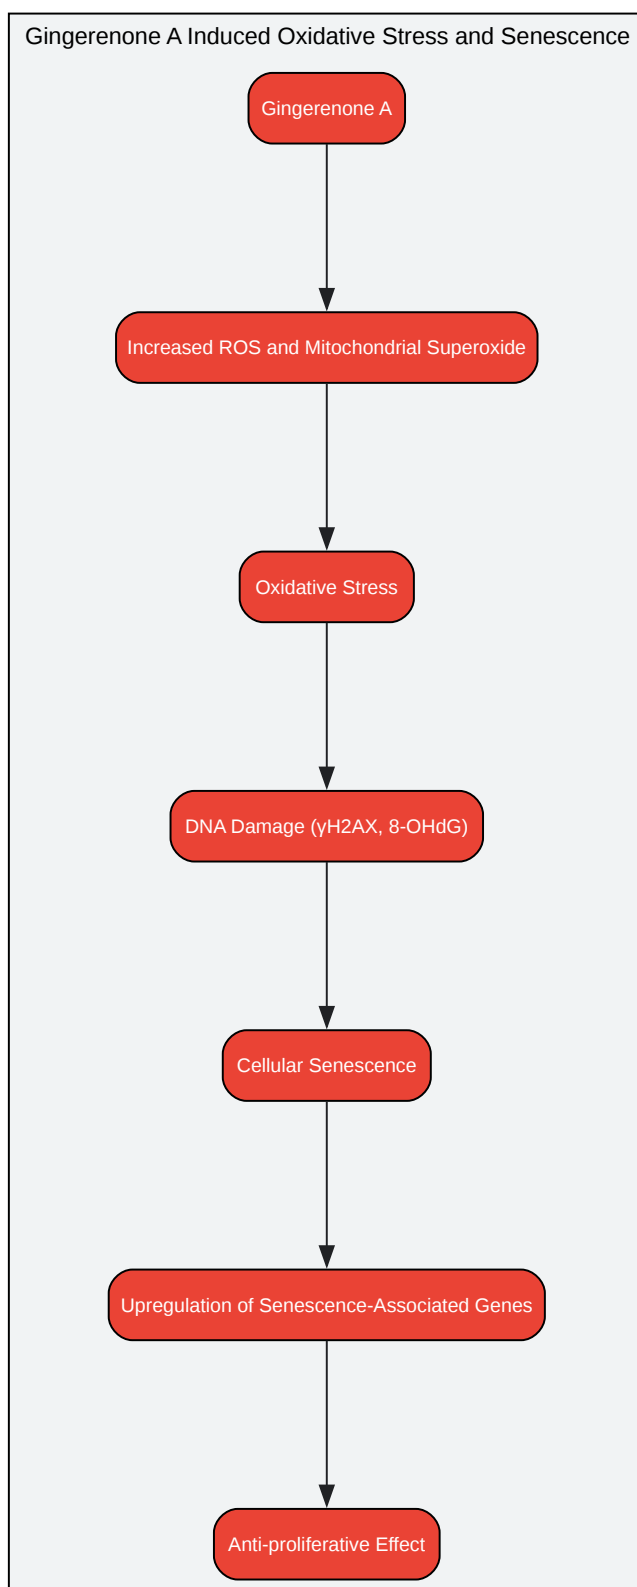 Gingerenone A Induced Oxidative Stress and Senescence
Gingerenone A
Increased ROS and Mitochondrial Superoxide
Oxidative Stress
DNA Damage (γH2AX, 8-OHdG)
Cellular Senescence
Upregulation of Senescence-Associated Genes
Anti-proliferative Effect